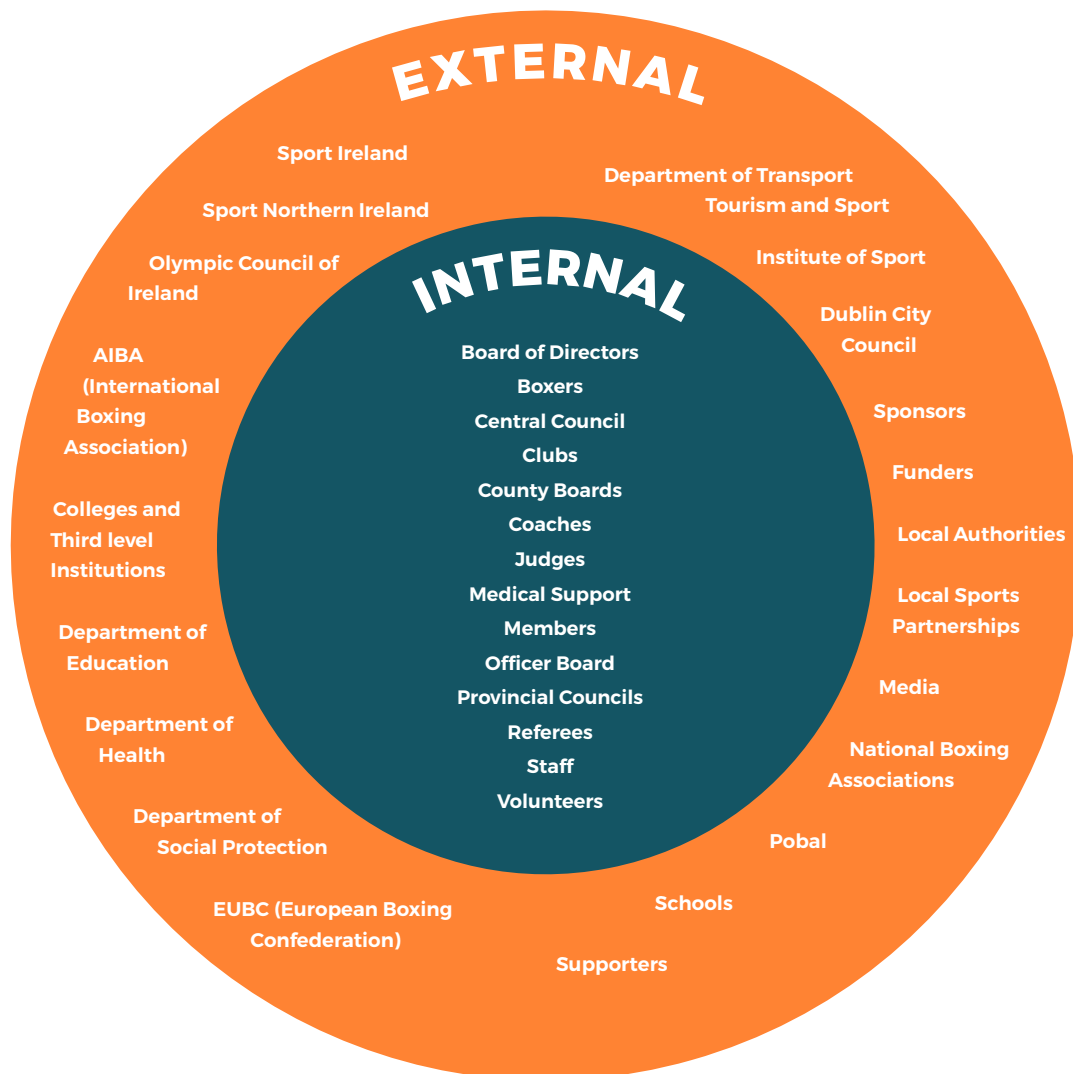 EXTERNAL
Sport Ireland
Sport Northern Ireland
Olympic Council of
Ireland
AIBA
(International
Boxing
Association)
Colleges and
Third level
Institutions
Department of
Education
Department of
Health
Department of
Social Protection
EUBC (European Boxing
Confederation)
Department of Transport
Tourism and Sport
Institute of Sport
Dublin City
Council
Sponsors
Funders
Local Authorities
Local Sports
Partnerships
Media
National Boxing
Associations
Pobal
Schools
Supporters
INTERNAL
Board of Directors
Boxers
Central Council
Clubs
County Boards
Coaches
Judges
Medical Support
Members
Officer Board
Provincial Councils
Referees
Staff
Volunteers